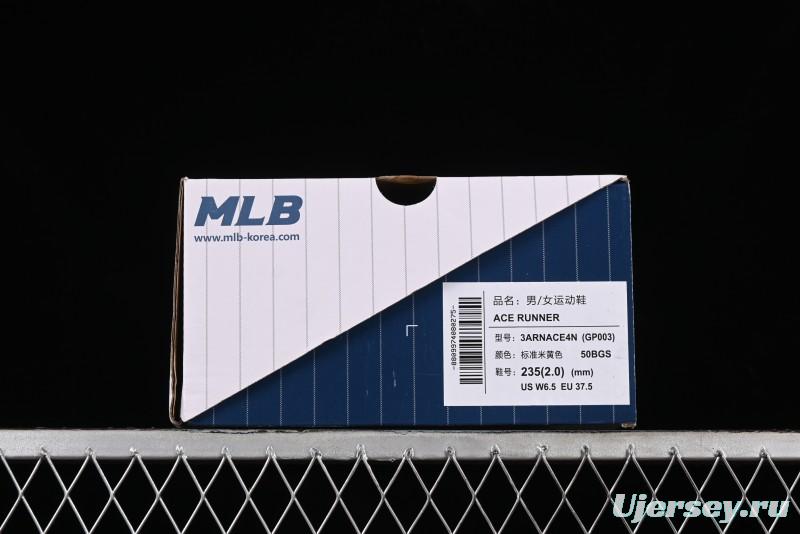 MLB
www.mlb-korea.com
品名：男/女运动鞋
ACE RUNNER
型号：3ARNACE4N (GP003)
颜色：标准米黄色 50BGS
鞋号：235(2.0) (mm)
US W6.5 EU 37.5
Ujersey.ru